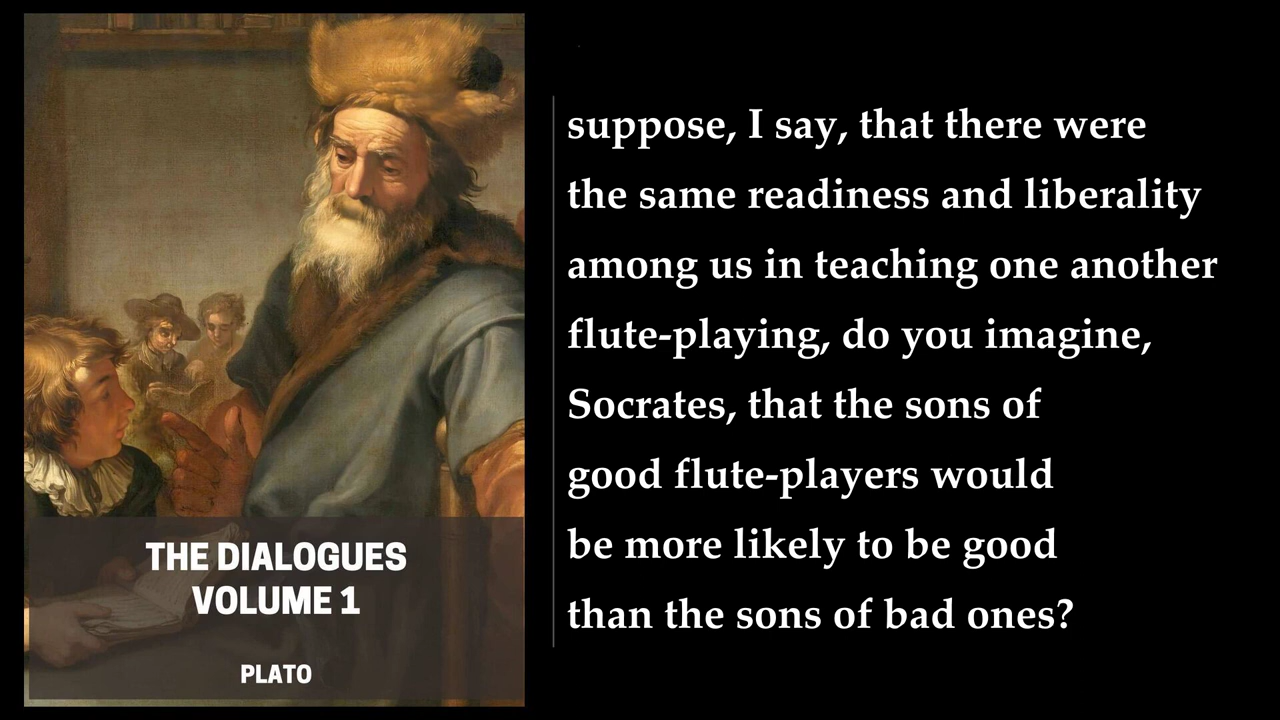 THE DIALOGUES
VOLUME 1
PLATO
suppose, I say, that there were
the same readiness and liberality
among us in teaching one another
flute-playing, do you imagine,
Socrates, that the sons of
good flute-players would
be more likely to be good
than the sons of bad ones?